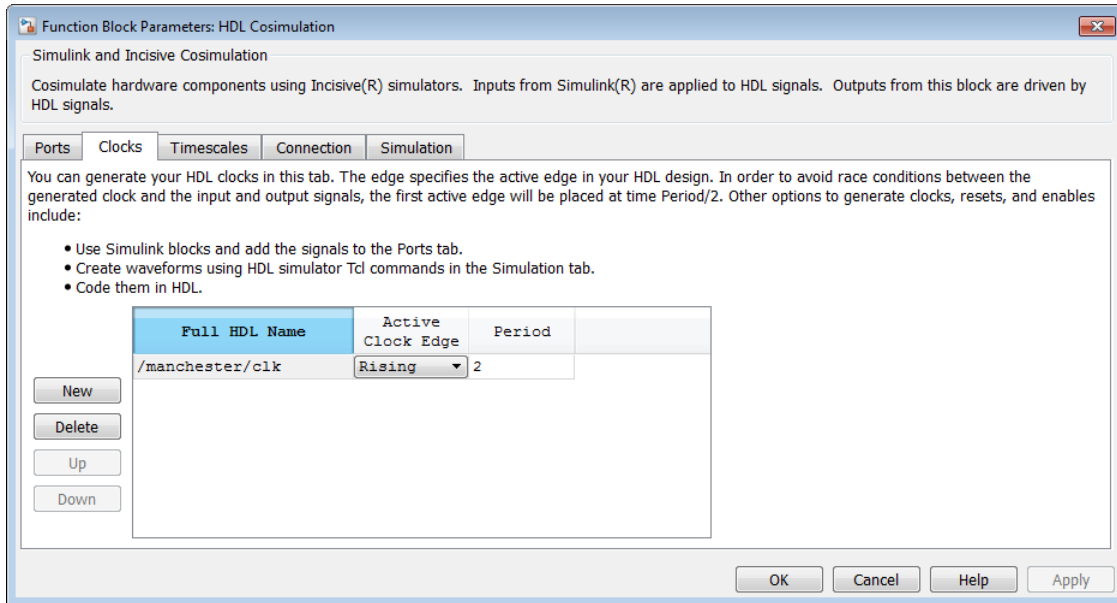 Function Block Parameters: HDL Cosimulation
Simulink and Incisive Cosimulation
Cosimulate hardware components using Incisive(R) simulators.  Inputs from Simulink(R) are applied to HDL signals.  Outputs from this block are driven by
HDL signals.
Ports Clocks Timescales Connection Simulation
You can generate your HDL clocks in this tab. The edge specifies the active edge in your HDL design. In order to avoid race conditions between the
generated clock and the input and output signals, the first active edge will be placed at time Period/2. Other options to generate clocks, resets, and enables
include:
• Use Simulink blocks and add the signals to the Ports tab.
• Create waveforms using HDL simulator Tcl commands in the Simulation tab.
• Code them in HDL.
Full HDL Name Active Clock Edge Period
/manchester/clk Rising 2
New
Delete
Up
Down
OK Cancel Help Apply